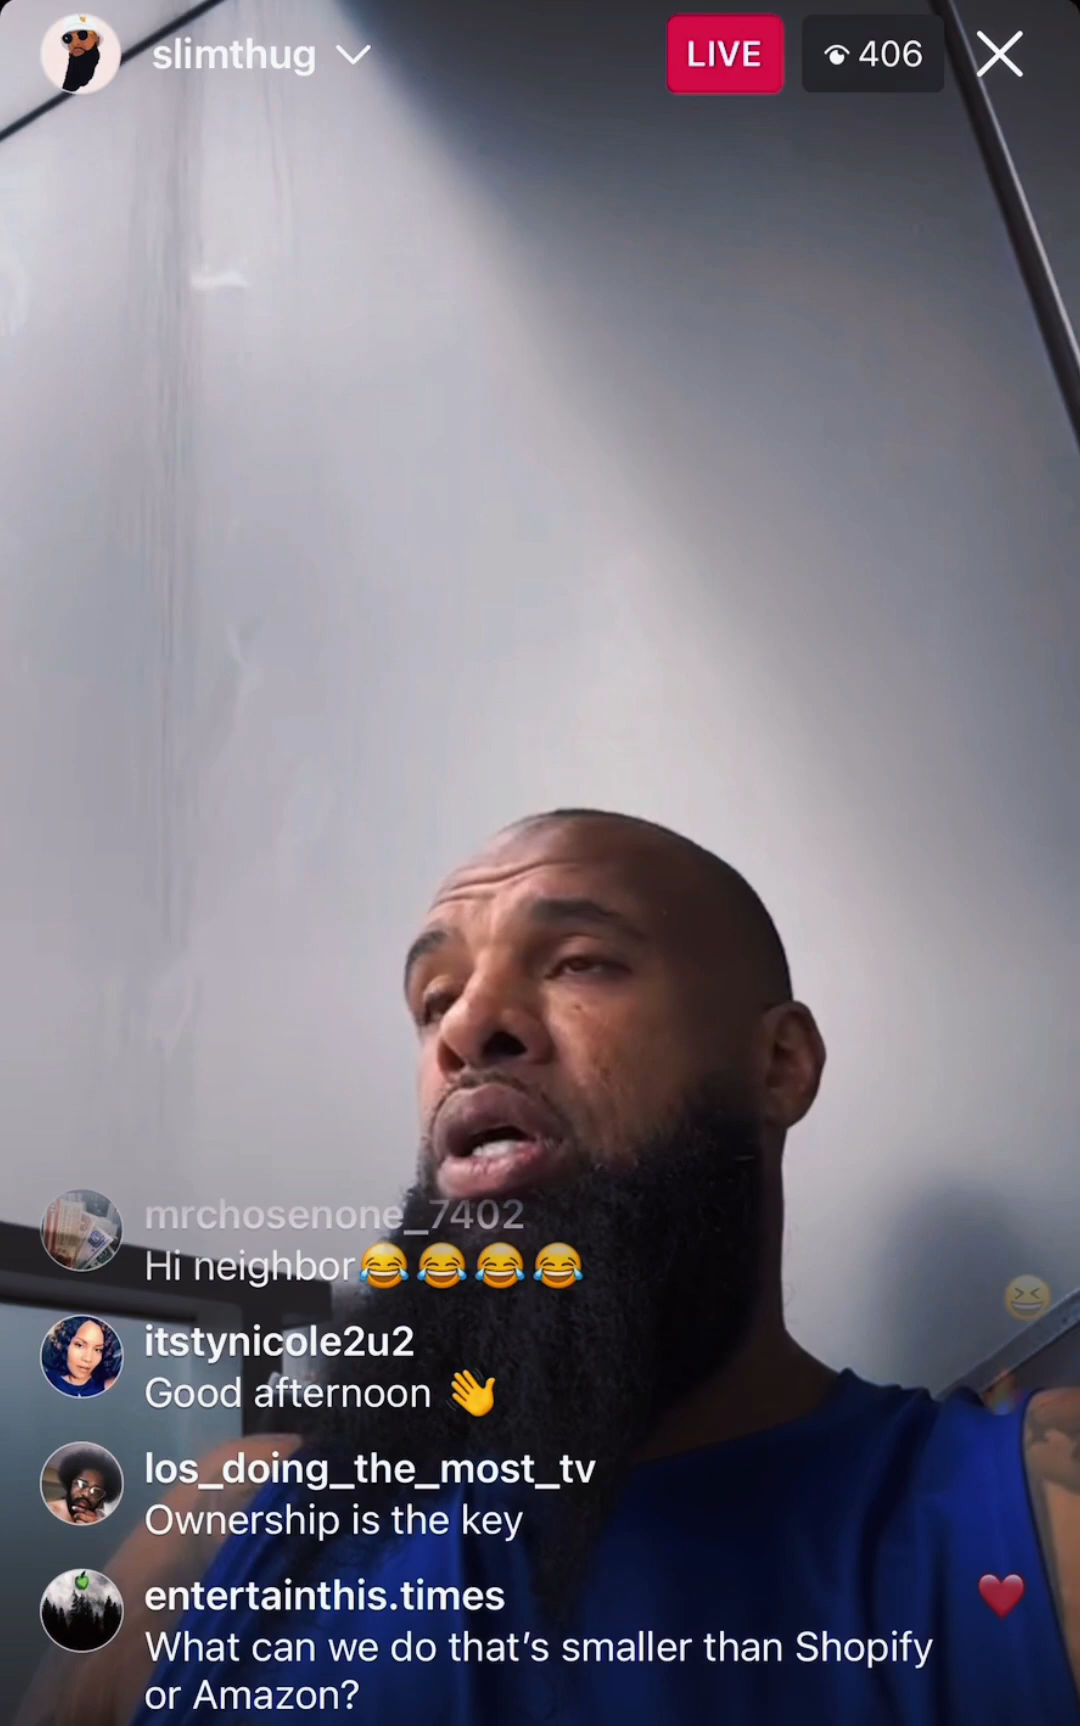 slimthug
LIVE
406
mrchosenone_7402
Hi neighbor😂😂😂😂
itstynicole2u2
Good afternoon 👋
los_doing_the_most_tv
Ownership is the key
entertainthis.times
What can we do that’s smaller than Shopify
or Amazon?